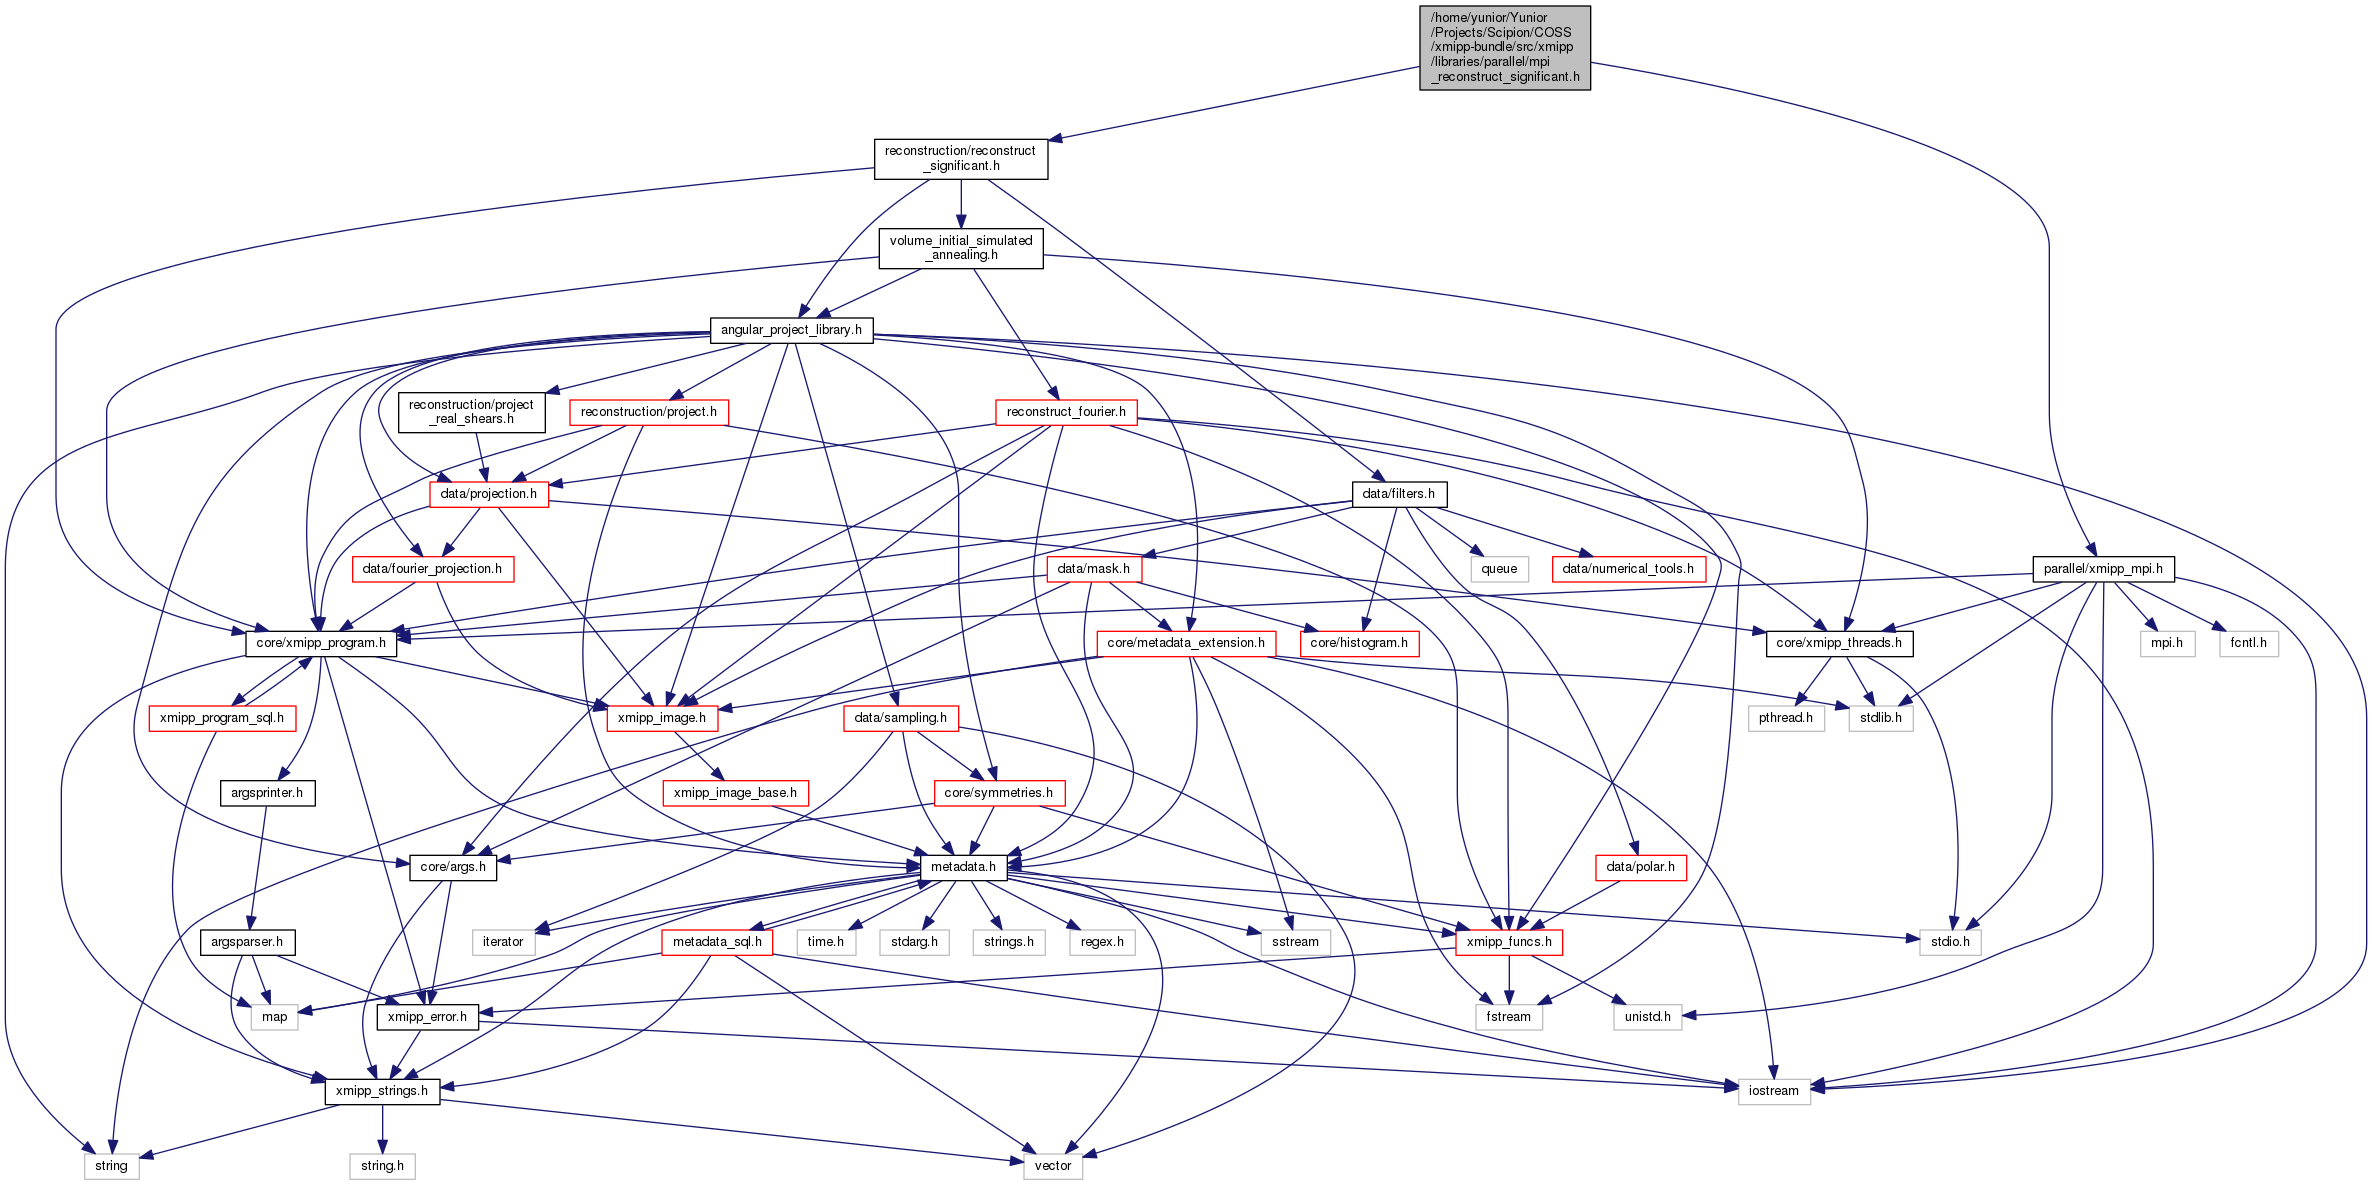 /home/yunior/Yunior
/Projects/Scipion/COSS
/xmipp-bundle/src/xmipp
/libraries/parallel/mpi
_reconstruct_significant.h
reconstruction/reconstruct
_significant.h
volume_initial_simulated
_annealing.h
angular_project_library.h
reconstruction/project
_real_shears.h
reconstruction/project.h
reconstruct_fourier.h
data/projection.h
data/filters.h
data/fourier_projection.h
data/mask.h
queue
data/numerical_tools.h
parallel/xmipp_mpi.h
core/xmipp_program.h
core/metadata_extension.h
core/histogram.h
core/xmipp_threads.h
mpi.h
fcntl.h
xmipp_program_sql.h
xmipp_image.h
data/sampling.h
pthread.h
stdlib.h
argsprinter.h
xmipp_image_base.h
core/symmetries.h
core/args.h
metadata.h
data/polar.h
argsparser.h
iterator
metadata_sql.h
time.h
stdarg.h
strings.h
regex.h
sstream
xmipp_funcs.h
stdio.h
map
xmipp_error.h
fstream
unistd.h
xmipp_strings.h
iostream
string
string.h
vector